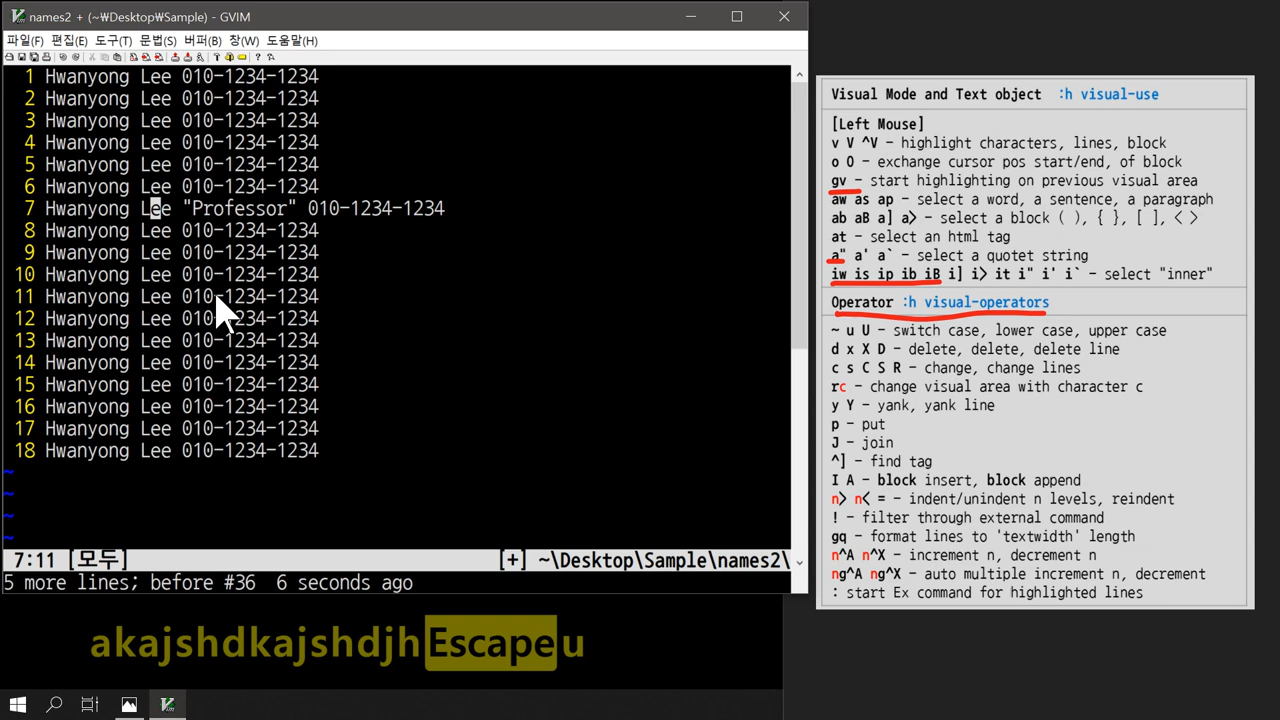 names2 + (~₩Desktop₩Sample) - GVIM
파일(F) 편집(E) 도구(T) 문법(S) 버퍼(B) 창(W) 도움말(H)
1 Hwanyong Lee 010-1234-1234
2 Hwanyong Lee 010-1234-1234
3 Hwanyong Lee 010-1234-1234
4 Hwanyong Lee 010-1234-1234
5 Hwanyong Lee 010-1234-1234
6 Hwanyong Lee 010-1234-1234
7 Hwanyong Lee "Professor" 010-1234-1234
8 Hwanyong Lee 010-1234-1234
9 Hwanyong Lee 010-1234-1234
10 Hwanyong Lee 010-1234-1234
11 Hwanyong Lee 010-1234-1234
12 Hwanyong Lee 010-1234-1234
13 Hwanyong Lee 010-1234-1234
14 Hwanyong Lee 010-1234-1234
15 Hwanyong Lee 010-1234-1234
16 Hwanyong Lee 010-1234-1234
17 Hwanyong Lee 010-1234-1234
18 Hwanyong Lee 010-1234-1234
~
~
~
~
7:11 [모두] [+] ~\Desktop\Sample\names2\
5 more lines; before #36 6 seconds ago
akajshdkajshdjh Escape u
Visual Mode and Text object :h visual-use
[Left Mouse]
v V ^V - highlight characters, lines, block
o O - exchange cursor pos start/end, of block
gv - start highlighting on previous visual area
aw as ap - select a word, a sentence, a paragraph
ab aB a] a> - select a block ( ), { }, [ ], < >
at - select an html tag
a" a' a` - select a quotet string
iw is ip ib iB i] i> it i" i' i` - select "inner"
Operator :h visual-operators
~ u U - switch case, lower case, upper case
d x X D - delete, delete, delete line
c s C S R - change, change lines
rc - change visual area with character c
y Y - yank, yank line
p - put
J - join
^] - find tag
I A - block insert, block append
n> n< = - indent/unindent n levels, reindent
! - filter through external command
gq - format lines to 'textwidth' length
n^A n^X - increment n, decrement n
ng^A ng^X - auto multiple increment n, decrement
: start Ex command for highlighted lines